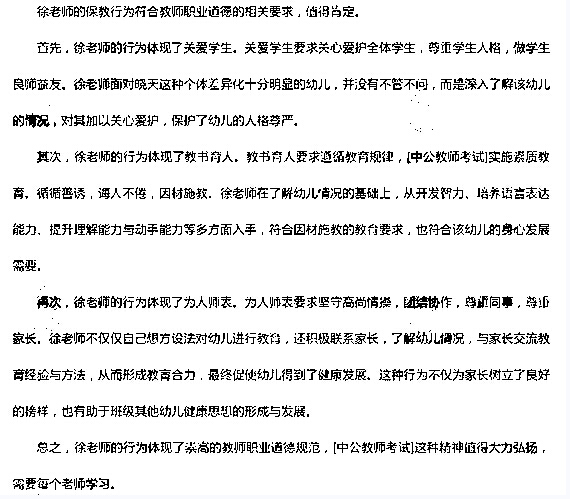 徐老师的保教行为符合教师职业道德的相关要求，值得肯定。
首先，徐老师的行为体现了关爱学生。关爱学生要求关心爱护全体学生，尊重学生人格，做学生
良师益友。徐老师面对晓天这种个体差异化十分明显的幼儿，并没有不管不问，而是深入了解该幼儿
的情况，对其加以关心爱护，保护了幼儿的人格尊严。
其次，徐老师的行为体现了教书育人。教书育人要求遵循教育规律，[中公教师考试]实施素质教
育。循循善诱，诲人不倦，因材施教。徐老师在了解幼儿情况的基础上，从开发智力、培养语言表达
能力、提升理解能力与动手能力等多方面入手，符合因材施教的教育要求，也符合该幼儿的身心发展
需要。
再次，徐老师的行为体现了为人师表。为人师表要求坚守高尚情操，团结协作，尊重同事，尊重
家长。徐老师不仅仅自己想方设法对幼儿进行教育，还积极联系家长，了解幼儿情况，与家长交流教
育经验与方法，从而形成教育合力，最终促使幼儿得到了健康发展。这种行为不仅为家长树立了良好
的榜样，也有助于班级其他幼儿健康思想的形成与发展。
总之，徐老师的行为体现了崇高的教师职业道德规范，[中公教师考试]这种精神值得大力弘扬，
需要每个老师学习。